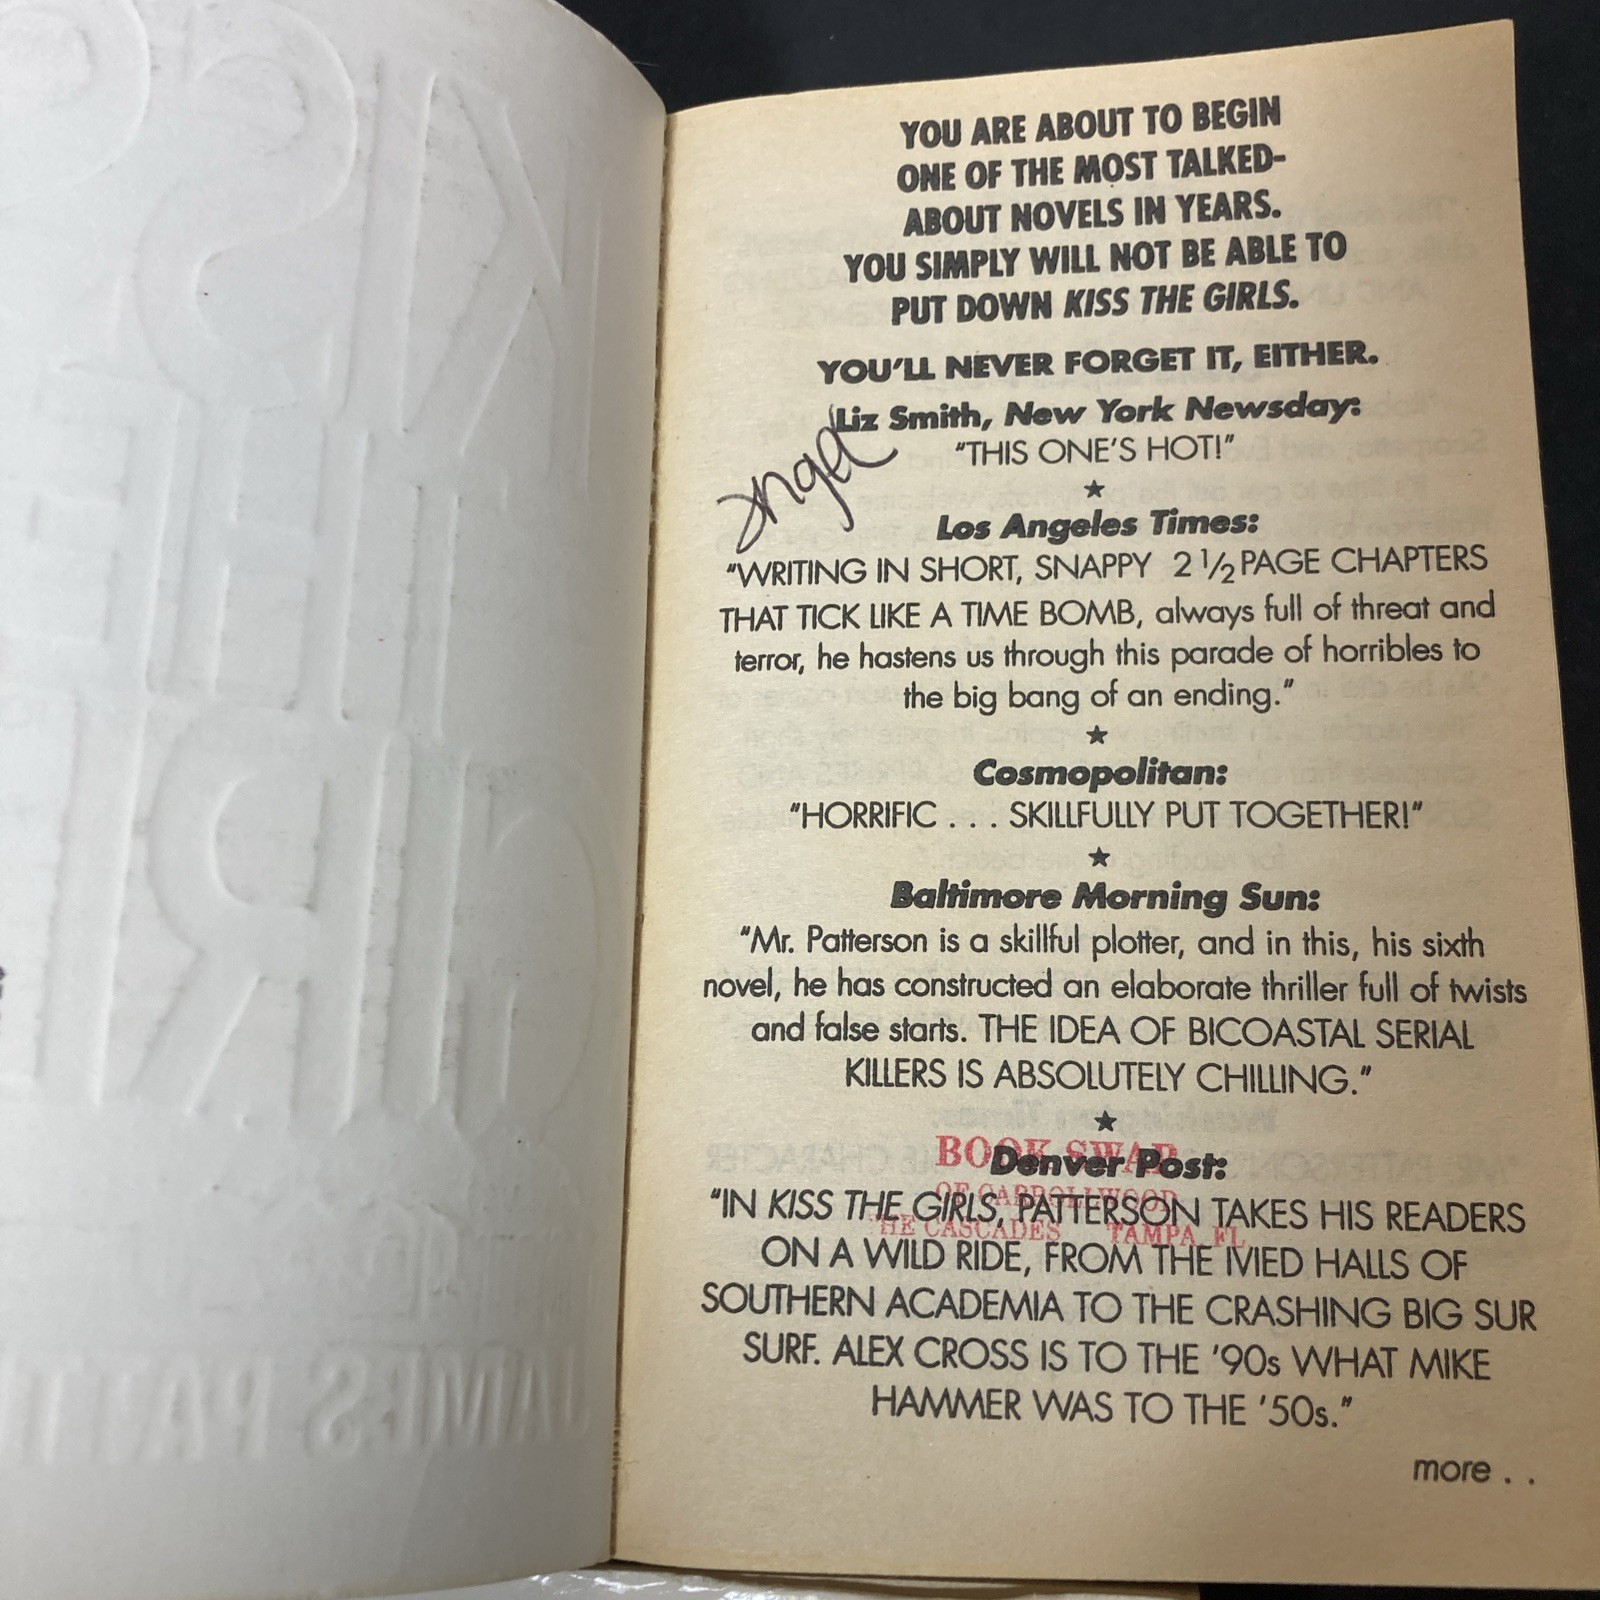 YOU ARE ABOUT TO BEGIN
ONE OF THE MOST TALKED-
ABOUT NOVELS IN YEARS.
YOU SIMPLY WILL NOT BE ABLE TO
PUT DOWN KISS THE GIRLS.
YOU'LL NEVER FORGET IT, EITHER.
Liz Smith, New York Newsday:
"THIS ONE'S HOT!"
Angel
★
Los Angeles Times:
"WRITING IN SHORT, SNAPPY 2 1/2 PAGE CHAPTERS
THAT TICK LIKE A TIME BOMB, always full of threat and
terror, he hastens us through this parade of horribles to
the big bang of an ending."
★
Cosmopolitan:
"HORRIFIC . . . SKILLFULLY PUT TOGETHER!"
★
Baltimore Morning Sun:
"Mr. Patterson is a skillful plotter, and in this, his sixth
novel, he has constructed an elaborate thriller full of twists
and false starts. THE IDEA OF BICOASTAL SERIAL
KILLERS IS ABSOLUTELY CHILLING."
★
BOOK SWAP
OF CARROLLWOOD
HE CASCADES TAMPA, FL
Denver Post:
"IN KISS THE GIRLS, PATTERSON TAKES HIS READERS
ON A WILD RIDE, FROM THE IVIED HALLS OF
SOUTHERN ACADEMIA TO THE CRASHING BIG SUR
SURF. ALEX CROSS IS TO THE '90s WHAT MIKE
HAMMER WAS TO THE '50s."
more . .
KISS
THE
GIRL
JAMES PATT